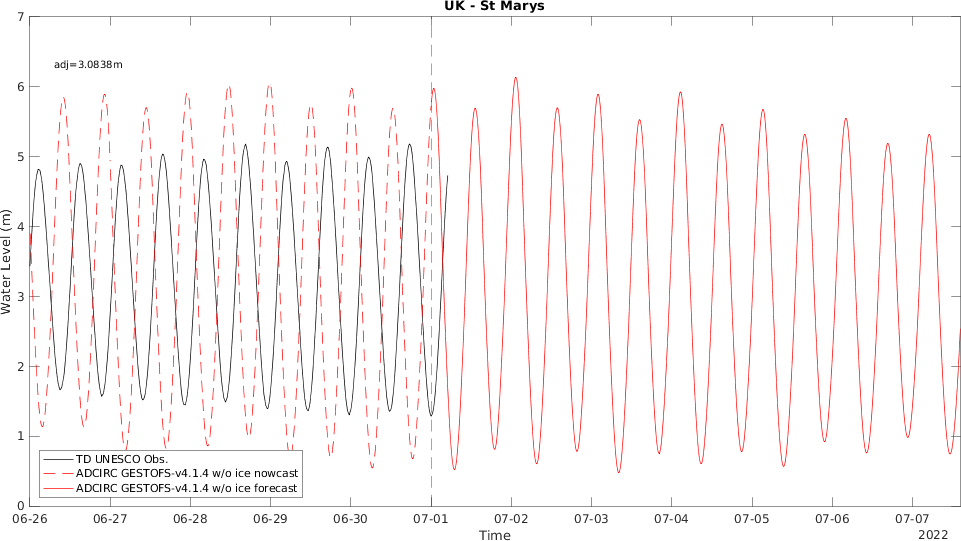 UK - St Marys
7
adj=3.0838m
6
5
4
3
2
1
0
Water Level (m)
TD UNESCO Obs.
ADCIRC GESTOFS-v4.1.4 w/o ice nowcast
ADCIRC GESTOFS-v4.1.4 w/o ice forecast
06-26 06-27 06-28 06-29 06-30 07-01 07-02 07-03 07-04 07-05 07-06 07-07
Time
2022